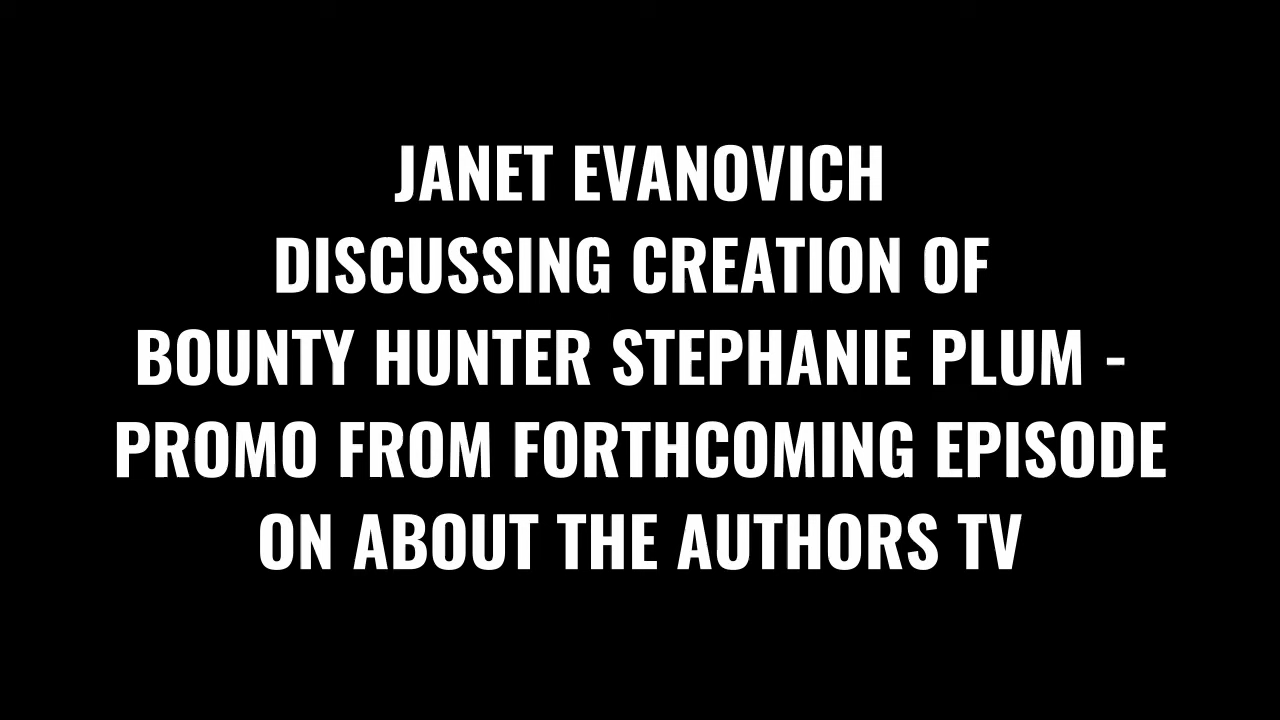 JANET EVANOVICH
DISCUSSING CREATION OF
BOUNTY HUNTER STEPHANIE PLUM -
PROMO FROM FORTHCOMING EPISODE
ON ABOUT THE AUTHORS TV